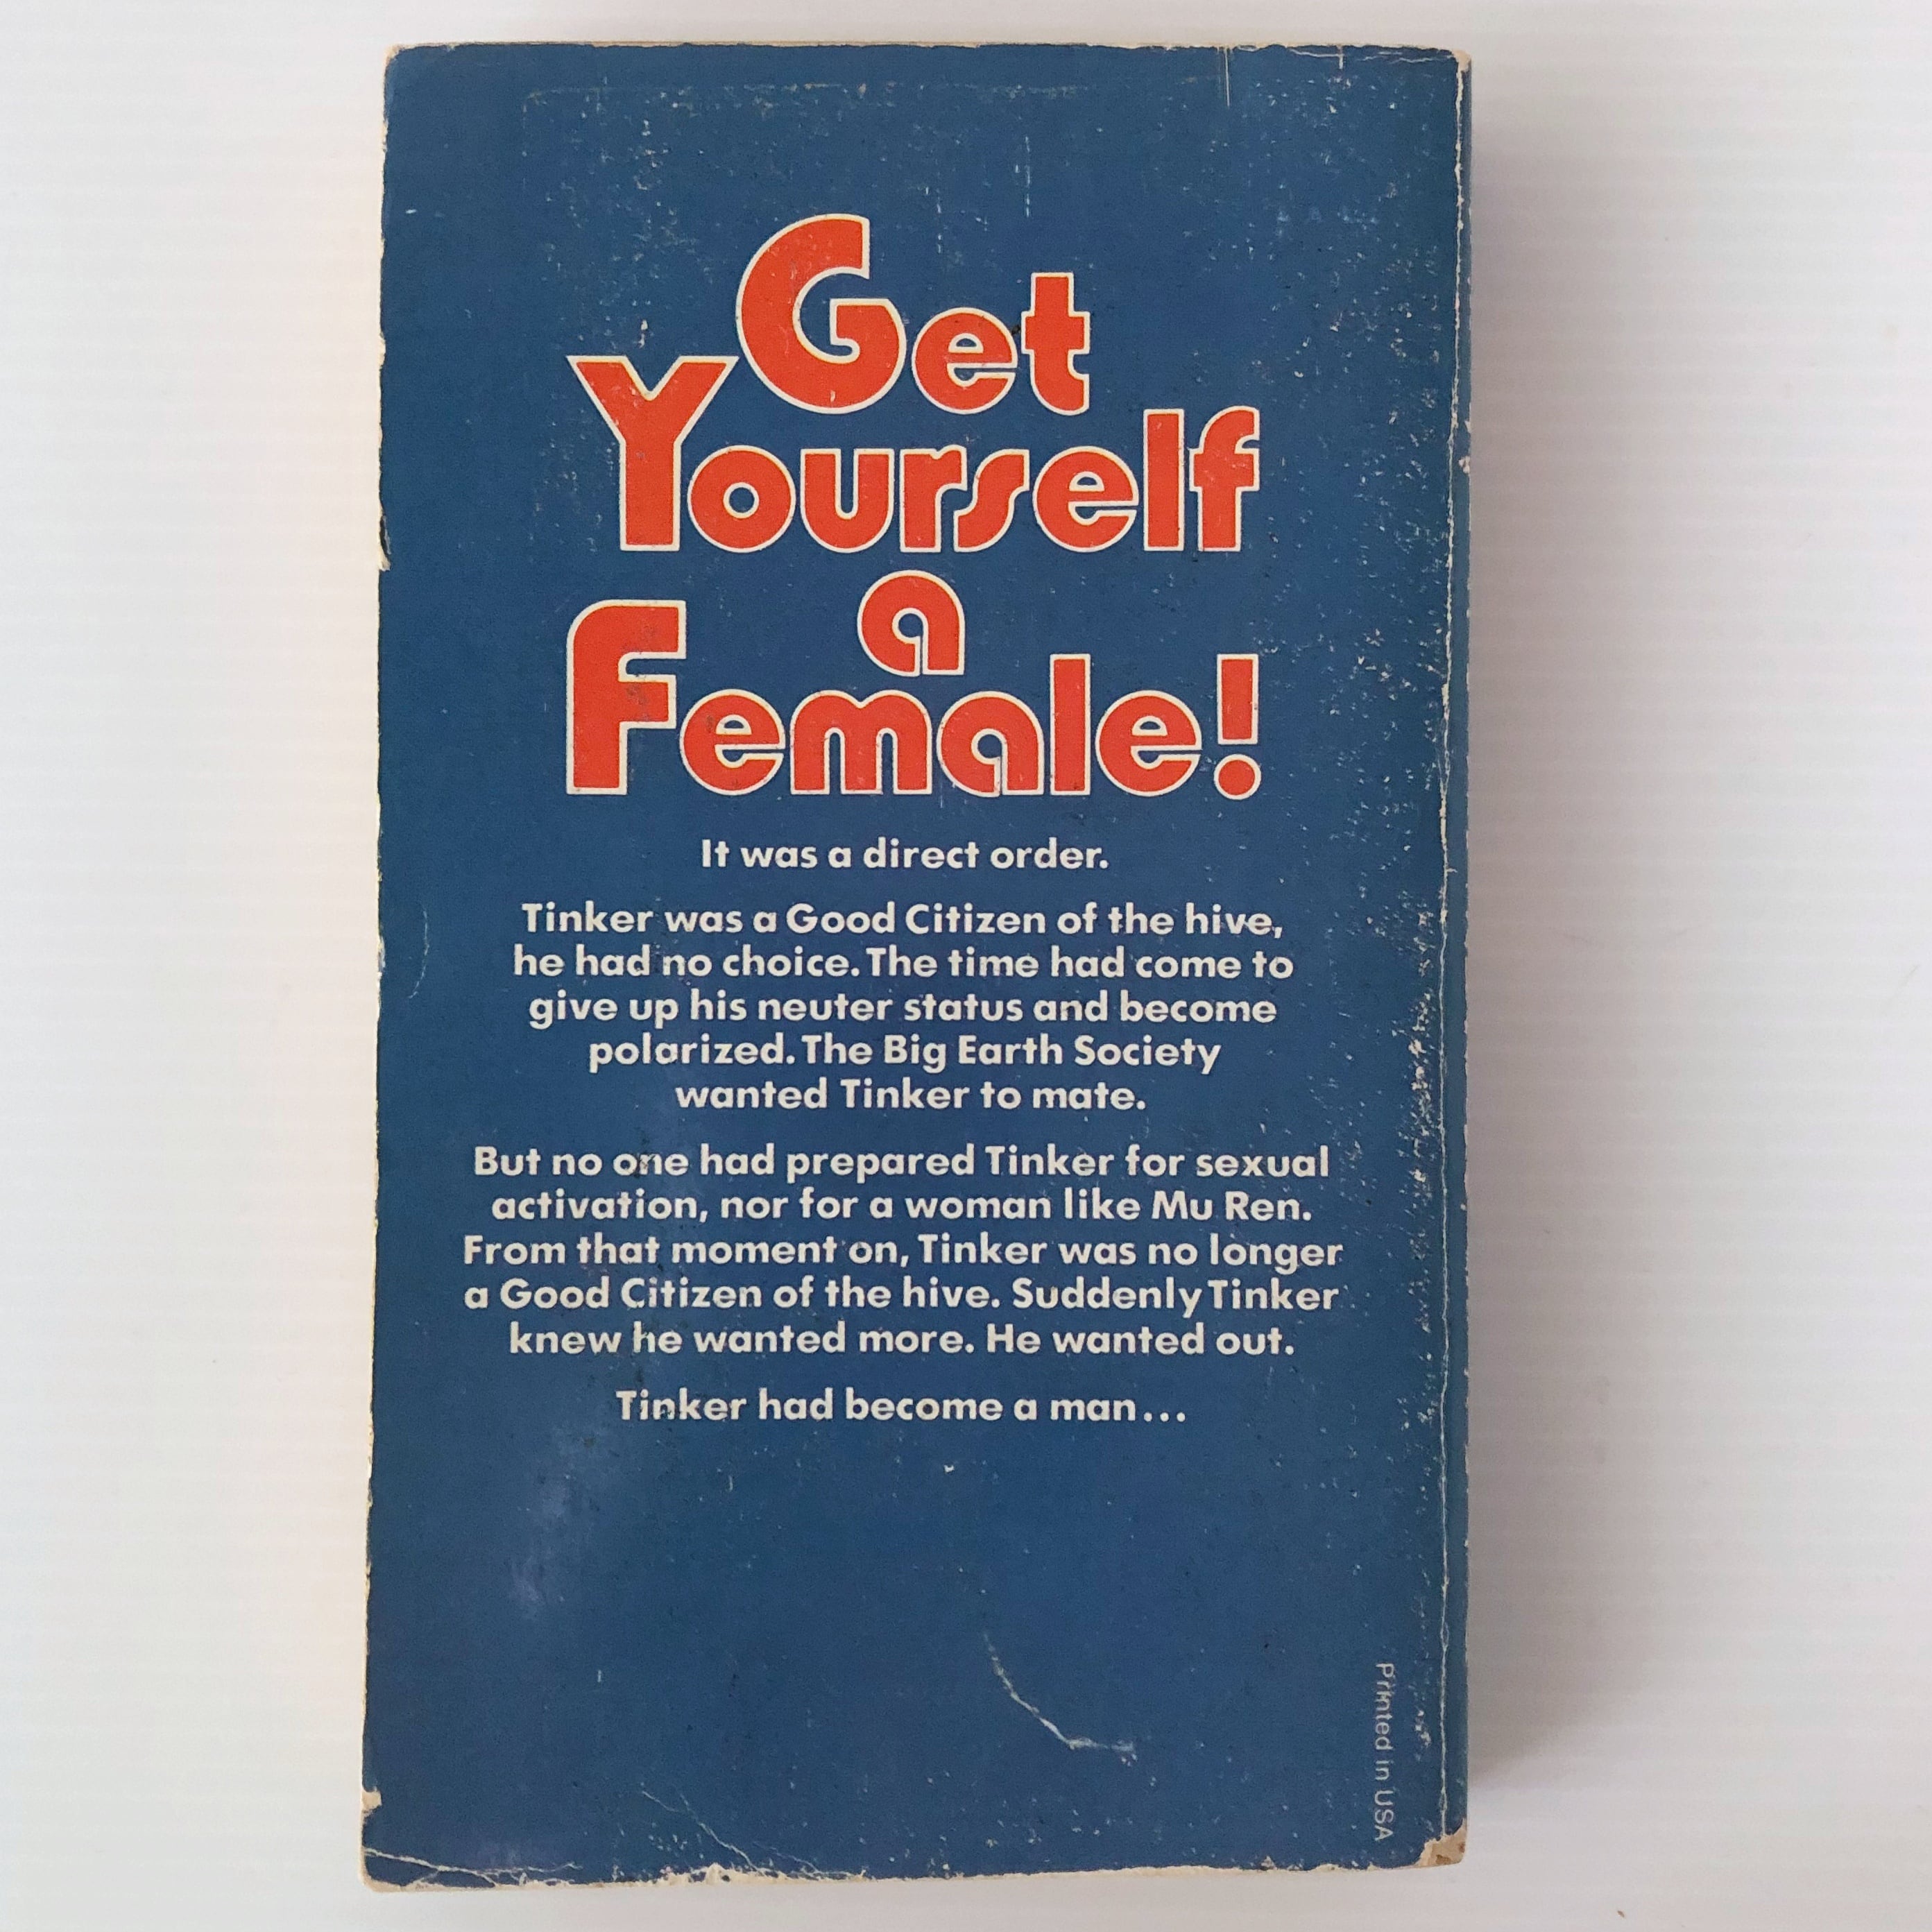 Get
Yourself
a
Female!
It was a direct order.
Tinker was a Good Citizen of the hive,
he had no choice. The time had come to
give up his neuter status and become
polarized. The Big Earth Society
wanted Tinker to mate.
But no one had prepared Tinker for sexual
activation, nor for a woman like Mu Ren.
From that moment on, Tinker was no longer
a Good Citizen of the hive. Suddenly Tinker
knew he wanted more. He wanted out.
Tinker had become a man...
Printed in USA